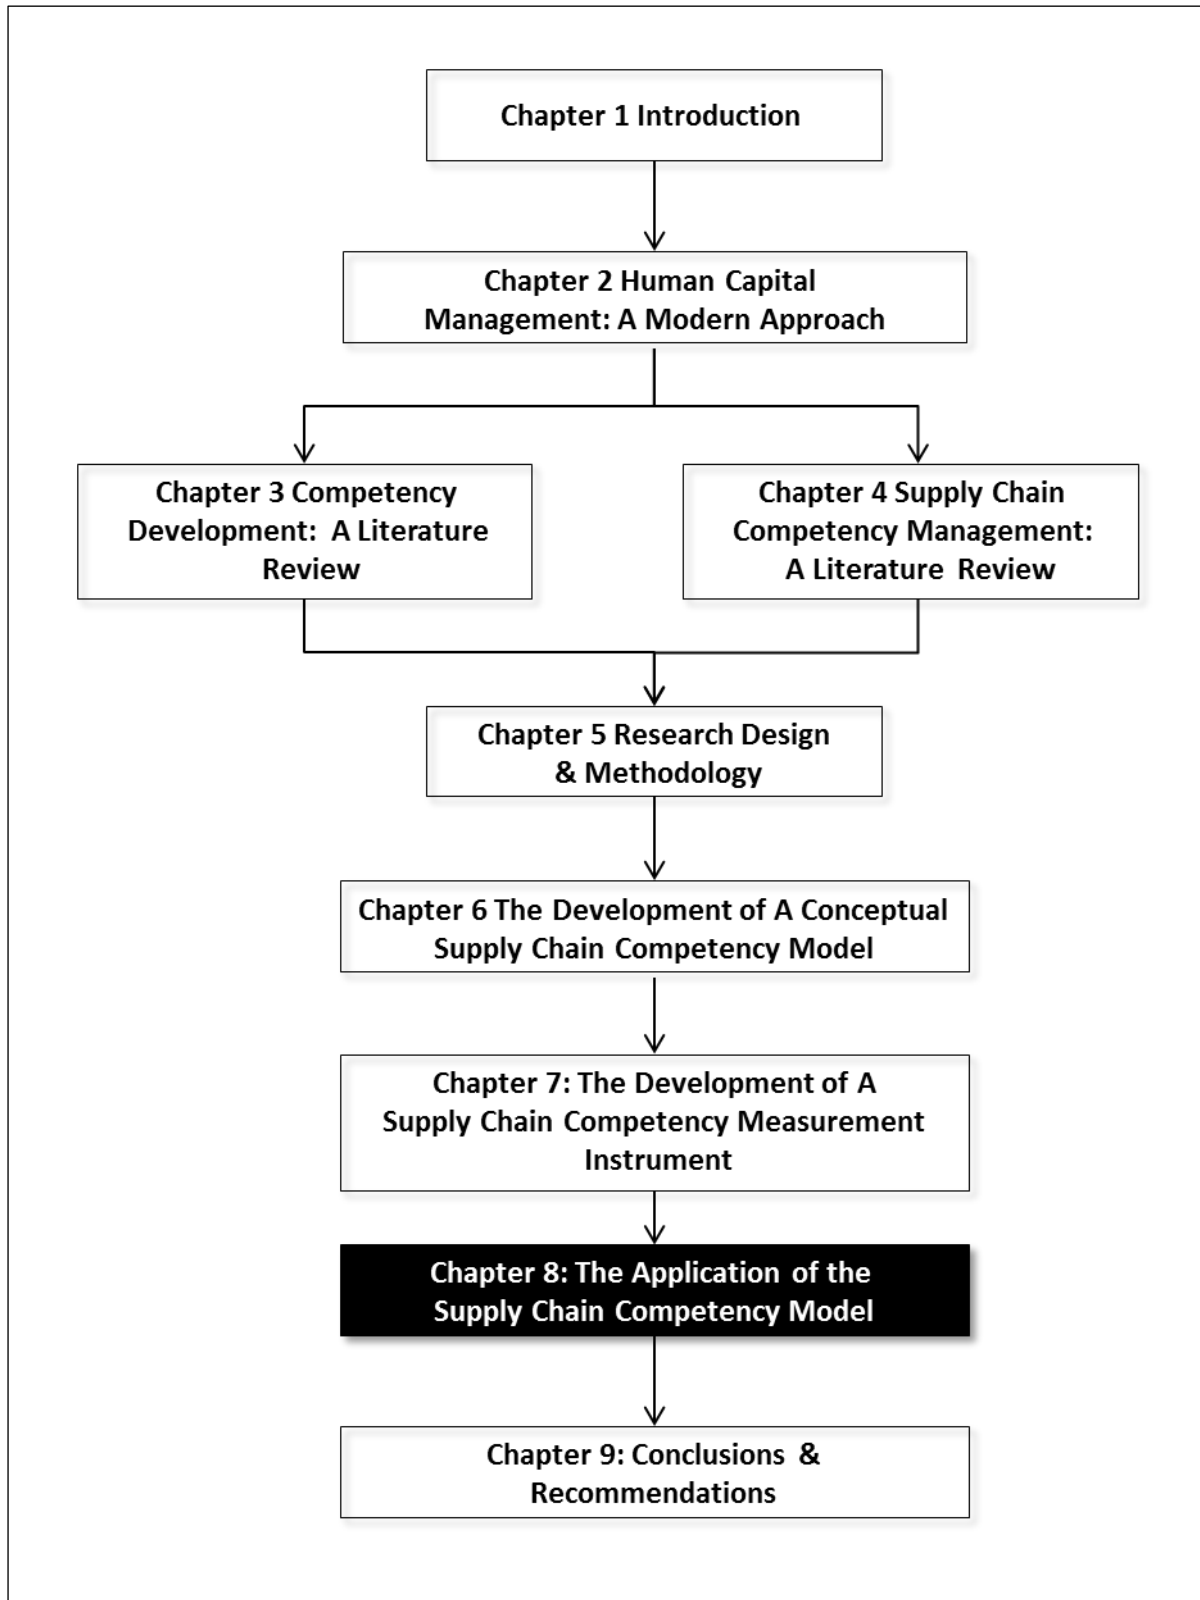 Chapter 1 Introduction
Chapter 2 Human Capital
Management: A Modern Approach
Chapter 3 Competency
Development: A Literature
Review
Chapter 4 Supply Chain
Competency Management:
A Literature Review
Chapter 5 Research Design
& Methodology
Chapter 6 The Development of A Conceptual
Supply Chain Competency Model
Chapter 7: The Development of A
Supply Chain Competency Measurement
Instrument
Chapter 8: The Application of the
Supply Chain Competency Model
Chapter 9: Conclusions &
Recommendations